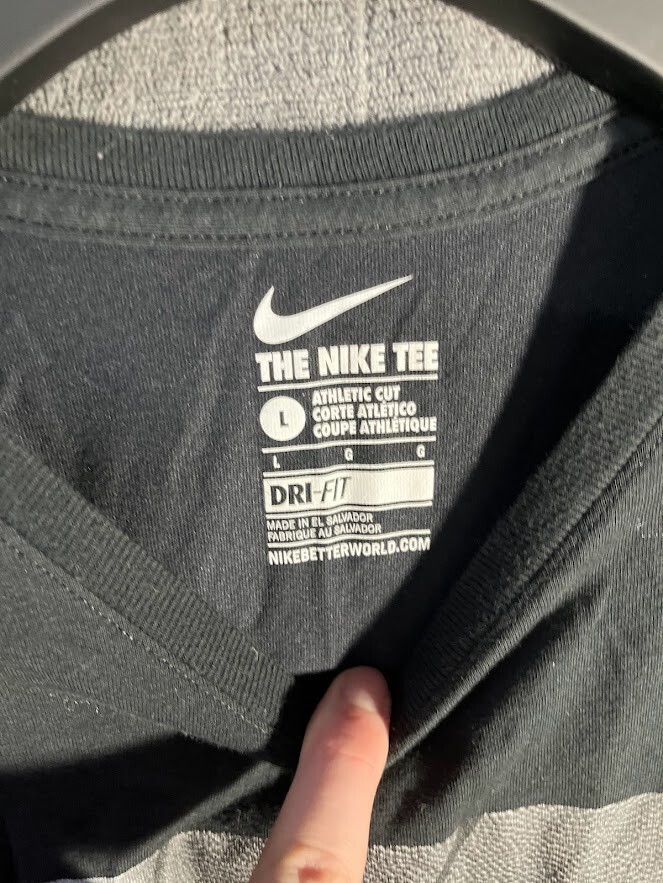 THE NIKE TEE
L
ATHLETIC CUT
CORTE ATLÉTICO
COUPE ATHLÉTIQUE
L G G
DRI-FIT
MADE IN EL SALVADOR
FABRIQUE AU SALVADOR
NIKEBETTERWORLD.COM